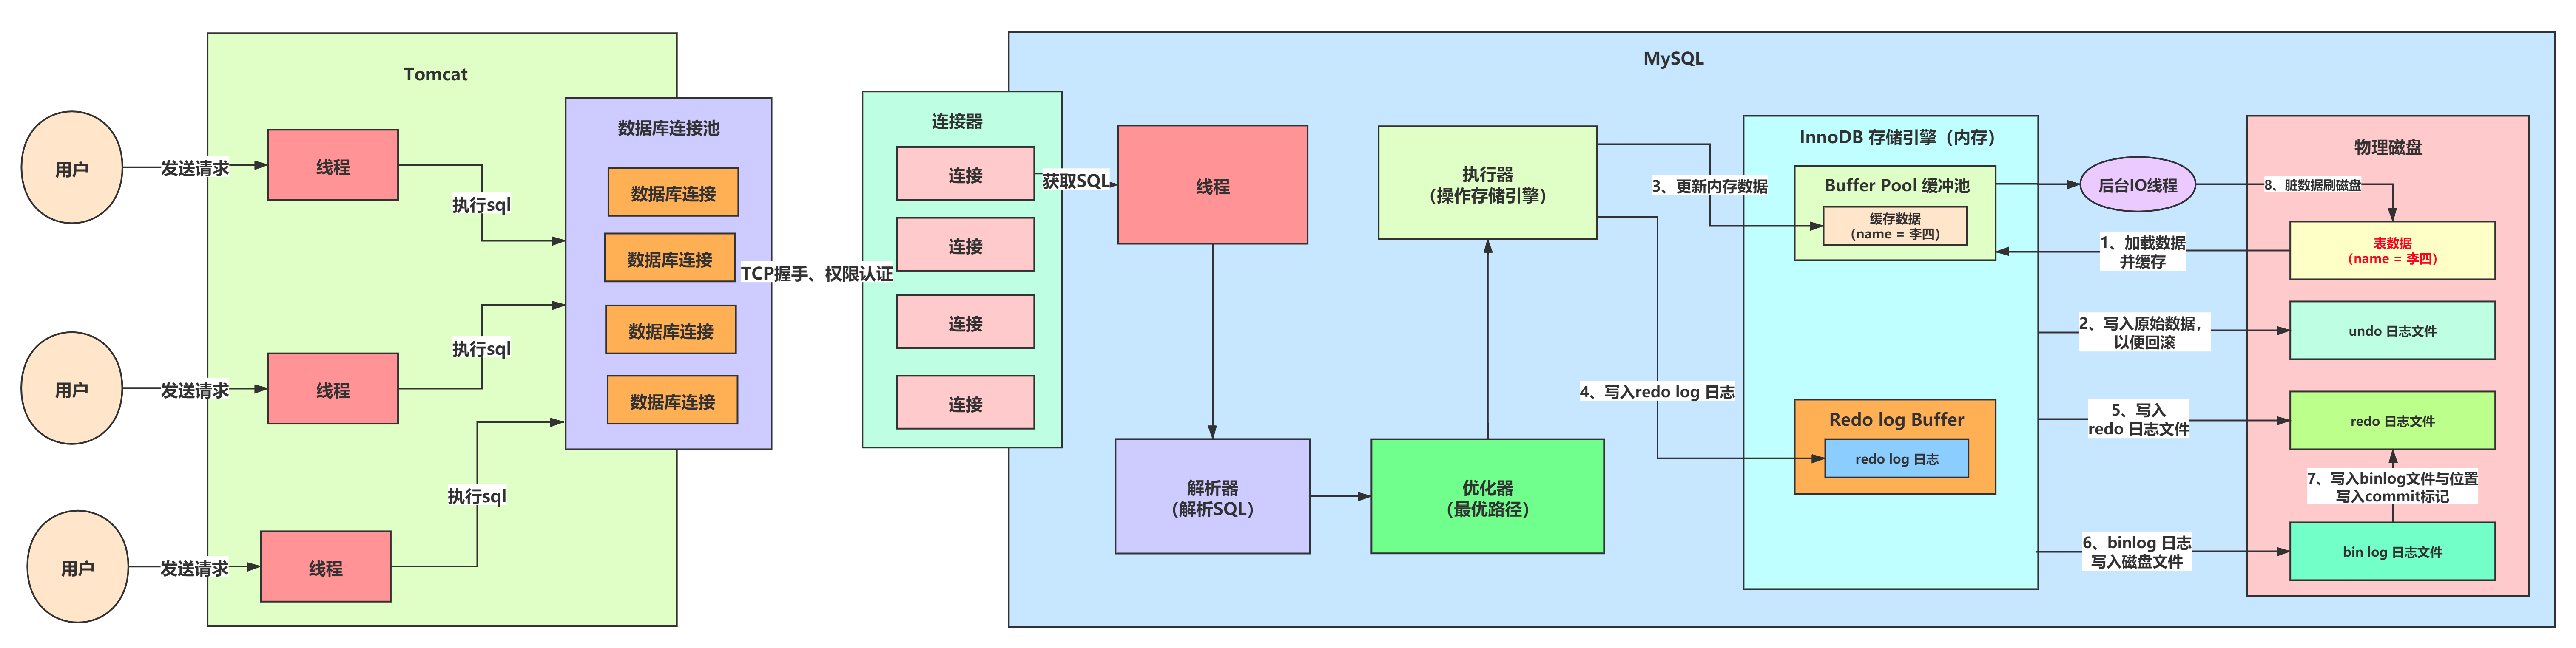 Tomcat
用户
发送请求
线程
执行sql
用户
发送请求
线程
执行sql
用户
发送请求
线程
执行sql
数据库连接池
数据库连接
数据库连接
数据库连接
数据库连接
TCP握手、权限认证
MySQL
连接器
连接
连接
连接
连接
获取SQL
线程
解析器
（解析SQL）
优化器
（最优路径）
执行器
（操作存储引擎）
3、更新内存数据
4、写入redo log 日志
InnoDB 存储引擎（内存）
Buffer Pool 缓冲池
缓存数据
（name = 李四）
Redo log Buffer
redo log 日志
后台IO线程
8、脏数据刷磁盘
1、加载数据
并缓存
2、写入原始数据，
以便回滚
5、写入
redo 日志文件
6、binlog 日志
写入磁盘文件
物理磁盘
表数据
（name = 李四）
undo 日志文件
redo 日志文件
7、写入binlog文件与位置
写入commit标记
bin log 日志文件